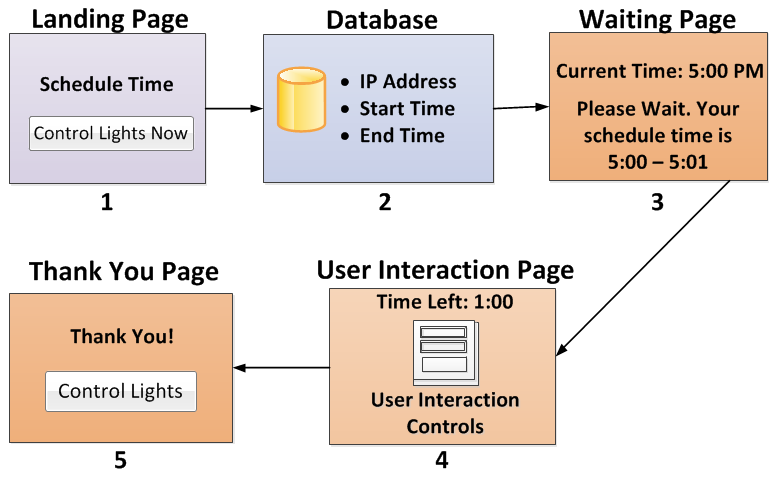 Landing Page
Schedule Time
Control Lights Now
1
Database
• IP Address
• Start Time
• End Time
2
Waiting Page
Current Time: 5:00 PM
Please Wait. Your
schedule time is
5:00 – 5:01
3
User Interaction Page
Time Left: 1:00
User Interaction
Controls
4
Thank You Page
Thank You!
Control Lights
5